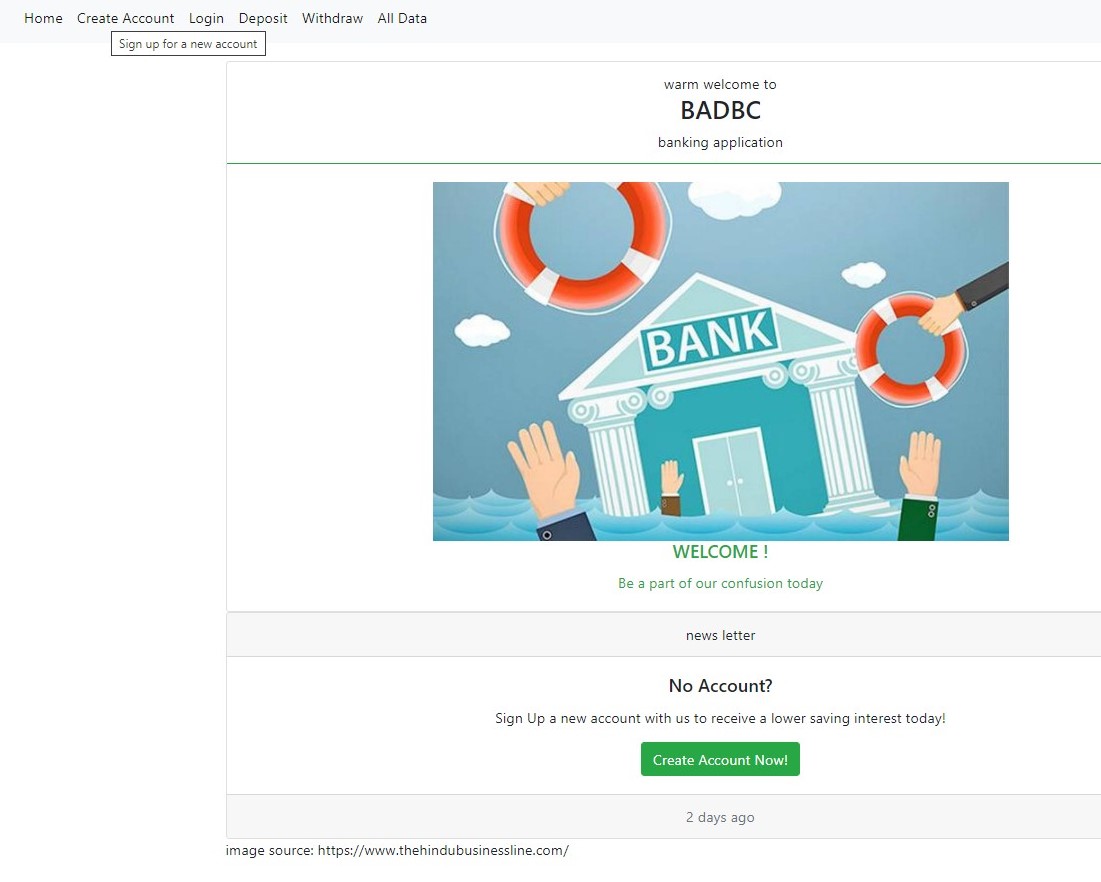 Home Create Account Login Deposit Withdraw All Data
Sign up for a new account
warm welcome to
BADBC
banking application
BANK
WELCOME !
Be a part of our confusion today
news letter
No Account?
Sign Up a new account with us to receive a lower saving interest today!
Create Account Now!
2 days ago
image source: https://www.thehindubusinessline.com/